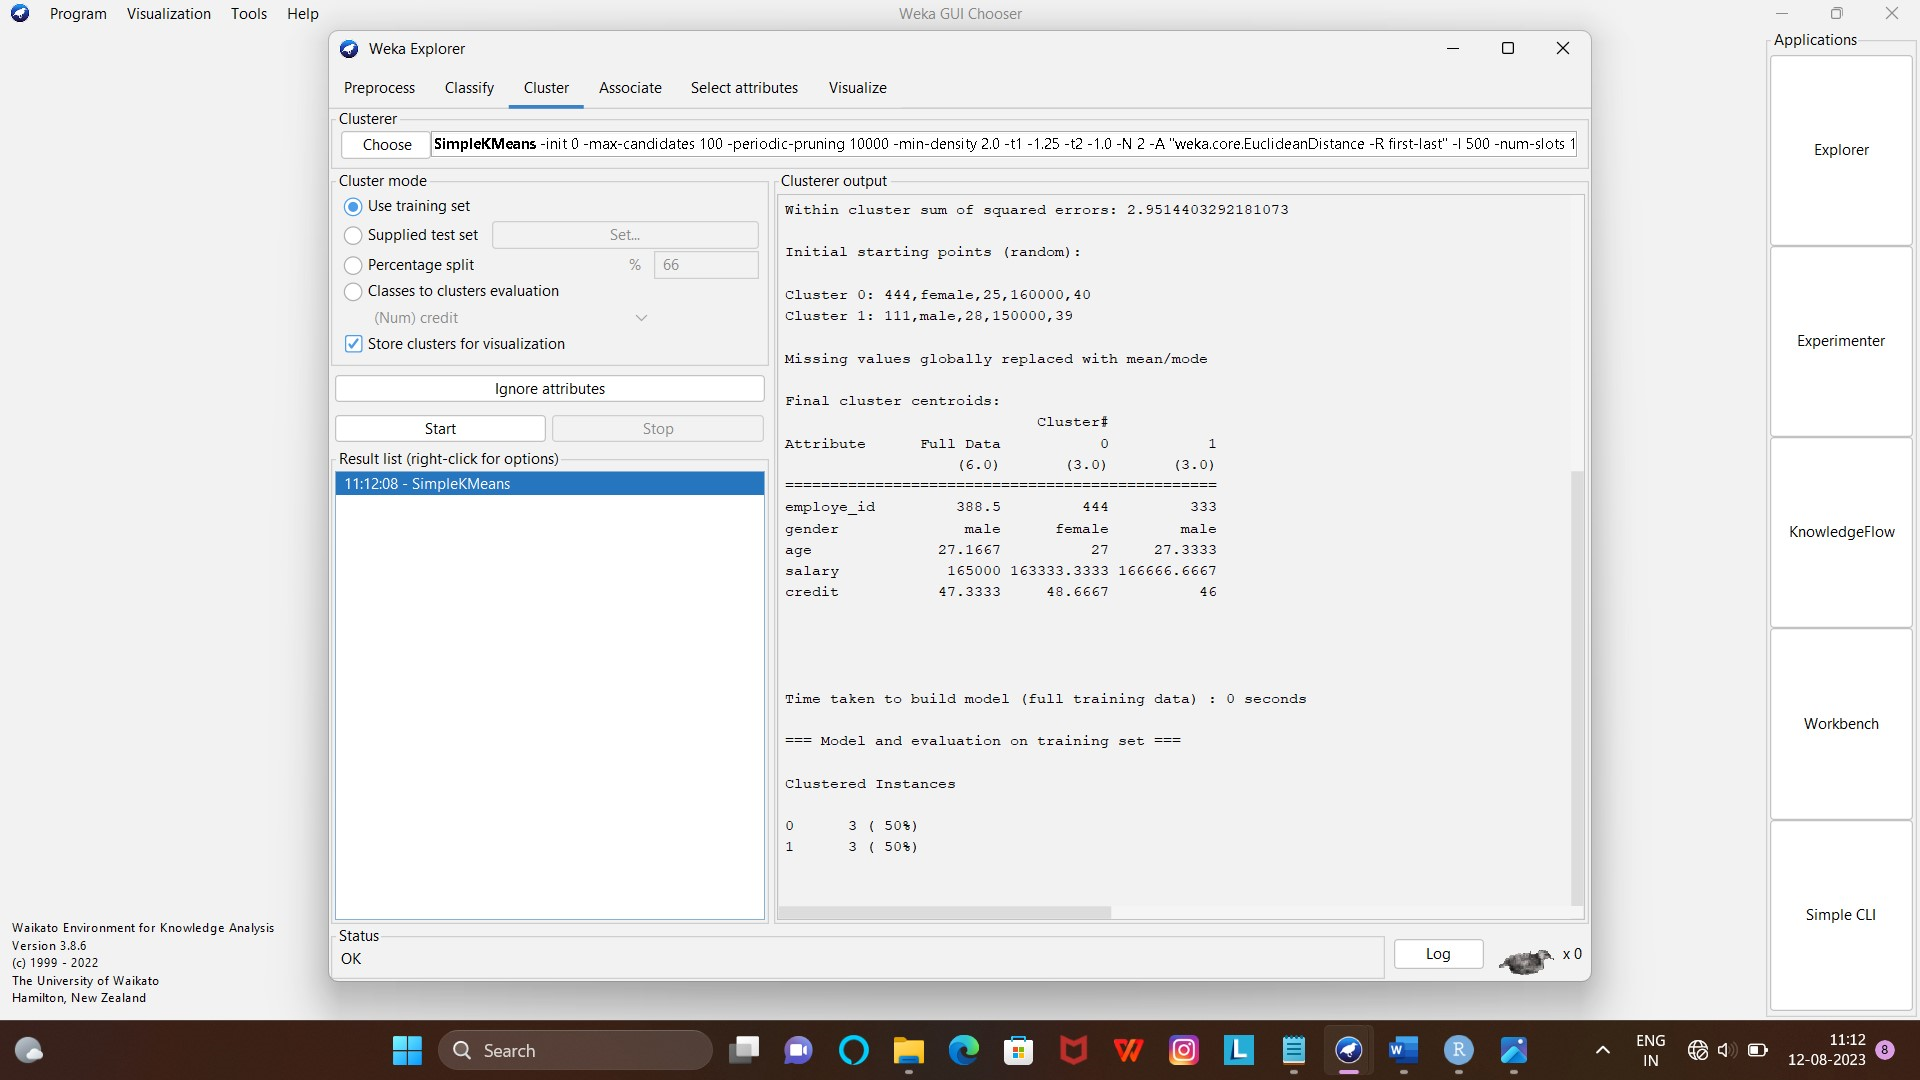 Program Visualization Tools Help
Weka GUI Chooser
Applications
Explorer
Experimenter
KnowledgeFlow
Workbench
Simple CLI
Weka Explorer
Preprocess Classify Cluster Associate Select attributes Visualize
Clusterer
Choose SimpleKMeans -init 0 -max-candidates 100 -periodic-pruning 10000 -min-density 2.0 -t1 -1.25 -t2 -1.0 -N 2 -A "weka.core.EuclideanDistance -R first-last" -I 500 -num-slots 1
Cluster mode
Use training set
Supplied test set Set...
Percentage split % 66
Classes to clusters evaluation
(Num) credit
Store clusters for visualization
Ignore attributes
Start Stop
Result list (right-click for options)
11:12:08 - SimpleKMeans
Clusterer output
Within cluster sum of squared errors: 2.9514403292181073
Initial starting points (random):
Cluster 0: 444,female,25,160000,40
Cluster 1: 111,male,28,150000,39
Missing values globally replaced with mean/mode
Final cluster centroids:
Cluster#
Attribute Full Data 0 1
(6.0) (3.0) (3.0)
================================================
employe_id 388.5 444 333
gender male female male
age 27.1667 27 27.3333
salary 165000 163333.3333 166666.6667
credit 47.3333 48.6667 46
Time taken to build model (full training data) : 0 seconds
=== Model and evaluation on training set ===
Clustered Instances
0 3 ( 50%)
1 3 ( 50%)
Status
OK
Log x 0
Waikato Environment for Knowledge Analysis
Version 3.8.6
(c) 1999 - 2022
The University of Waikato
Hamilton, New Zealand
Search
L
W
R
ENG
IN
11:12
12-08-2023
8